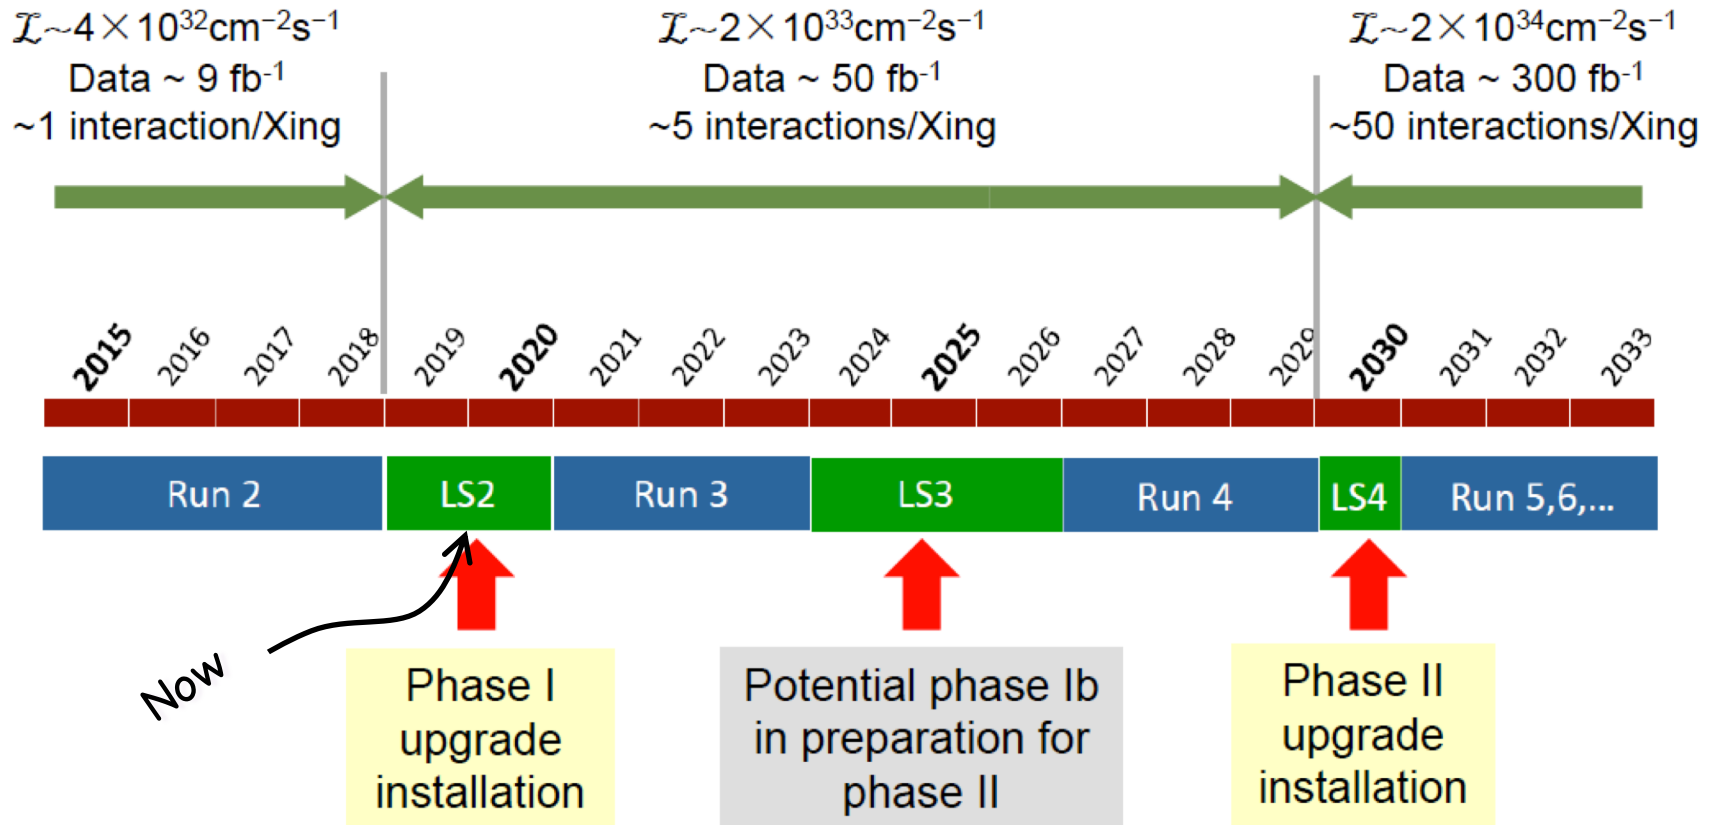 ℒ~4×10³²cm⁻²s⁻¹
Data ~ 9 fb⁻¹
~1 interaction/Xing
ℒ~2×10³³cm⁻²s⁻¹
Data ~ 50 fb⁻¹
~5 interactions/Xing
ℒ~2×10³⁴cm⁻²s⁻¹
Data ~ 300 fb⁻¹
~50 interactions/Xing
2015 2016 2017 2018 2019 2020 2021 2022 2023 2024 2025 2026 2027 2028 2029 2030 2031 2032 2033
Run 2 LS2 Run 3 LS3 Run 4 LS4 Run 5,6,...
Now
Phase I
upgrade
installation
Potential phase Ib
in preparation for
phase II
Phase II
upgrade
installation